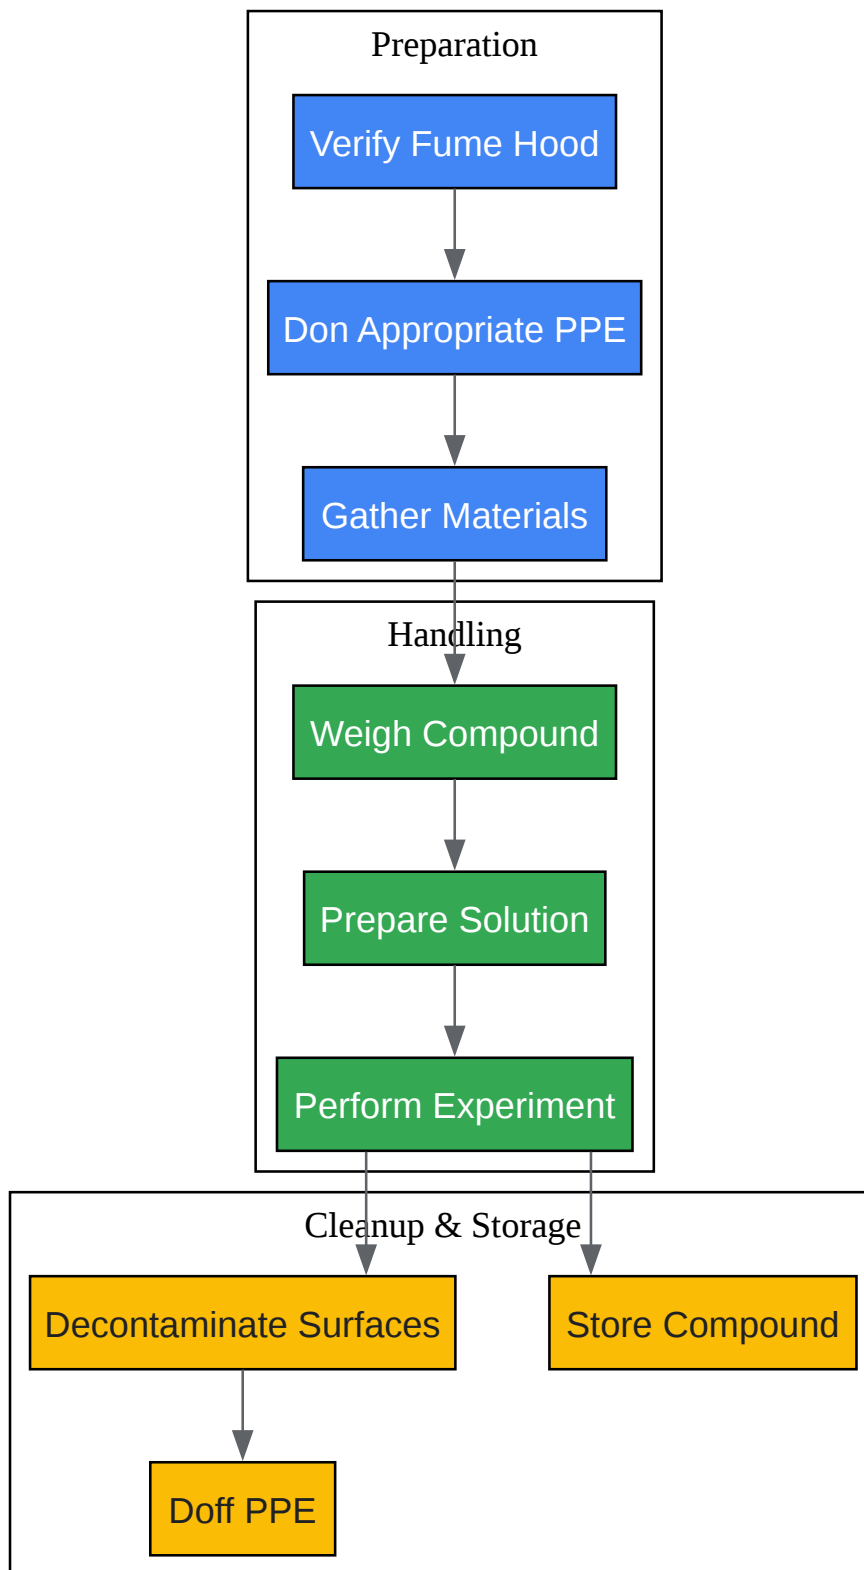 Preparation
Verify Fume Hood
Don Appropriate PPE
Gather Materials
Handling
Weigh Compound
Prepare Solution
Perform Experiment
Cleanup & Storage
Decontaminate Surfaces
Store Compound
Doff PPE